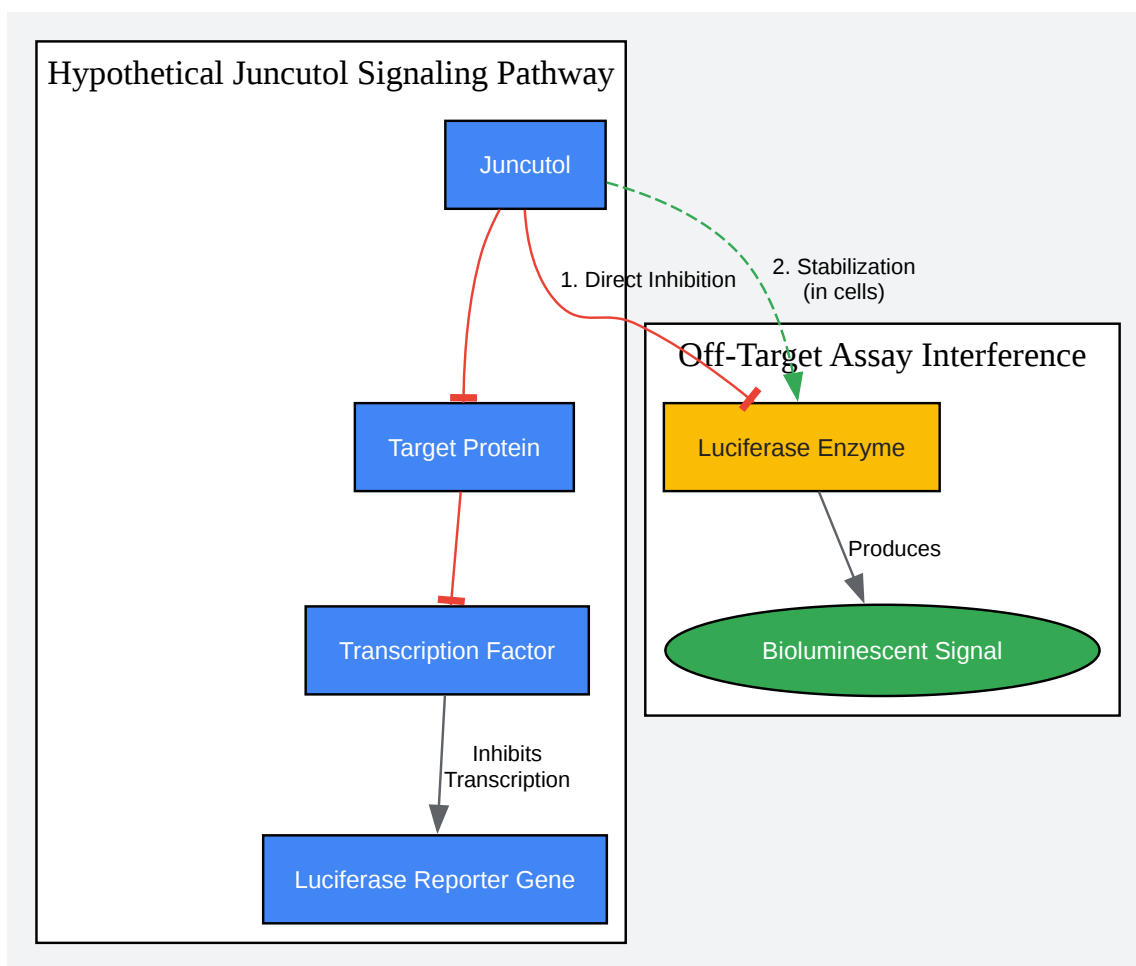 Hypothetical Juncutol Signaling Pathway
Juncutol
1. Direct Inhibition
2. Stabilization
(in cells)
Off-Target Assay Interference
Target Protein
Luciferase Enzyme
Produces
Transcription Factor
Bioluminescent Signal
Inhibits
Transcription
Luciferase Reporter Gene